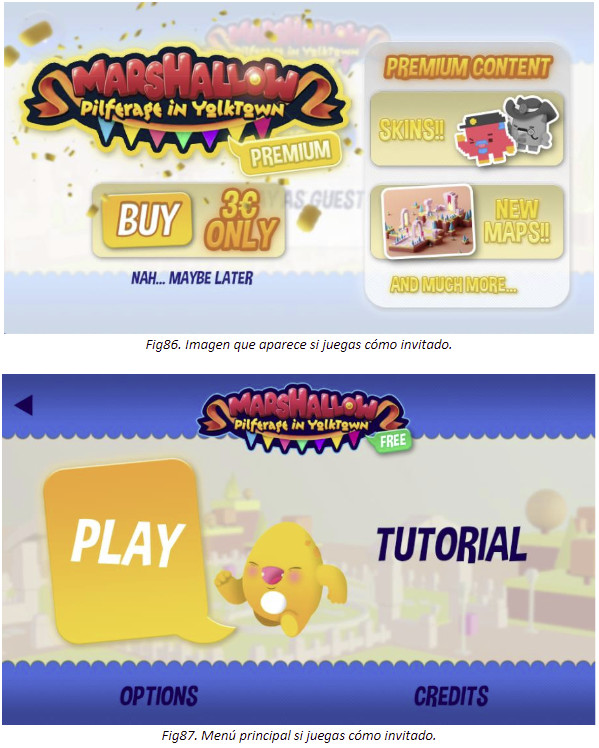 MARSHALLOW
PilferaGe in YolkTown
PREMIUM
BUY
3€
ONLY
Y AS GUEST
NAH... MAYBE LATER
PREMIUM CONTENT
SKINS!!
NEW
MAPS!!
AND MUCH MORE...
Fig86. Imagen que aparece si juegas cómo invitado.
MARSHALLOW
PilferaGe in YolkTown
FREE
PLAY
TUTORIAL
OPTIONS
CREDITS
Fig87. Menú principal si juegas cómo invitado.